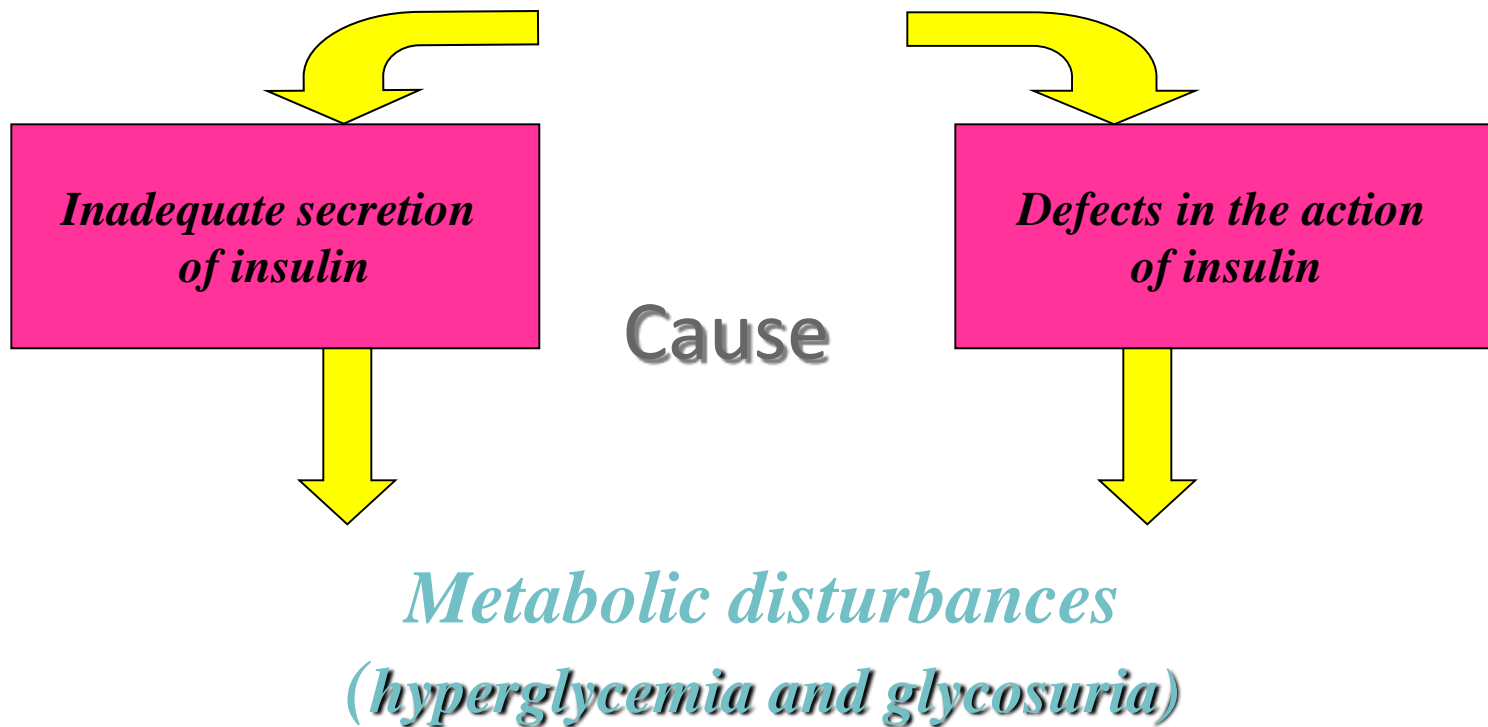 Inadequate secretion
of insulin
Defects in the action
of insulin
Cause
Metabolic disturbances
(hyperglycemia and glycosuria)